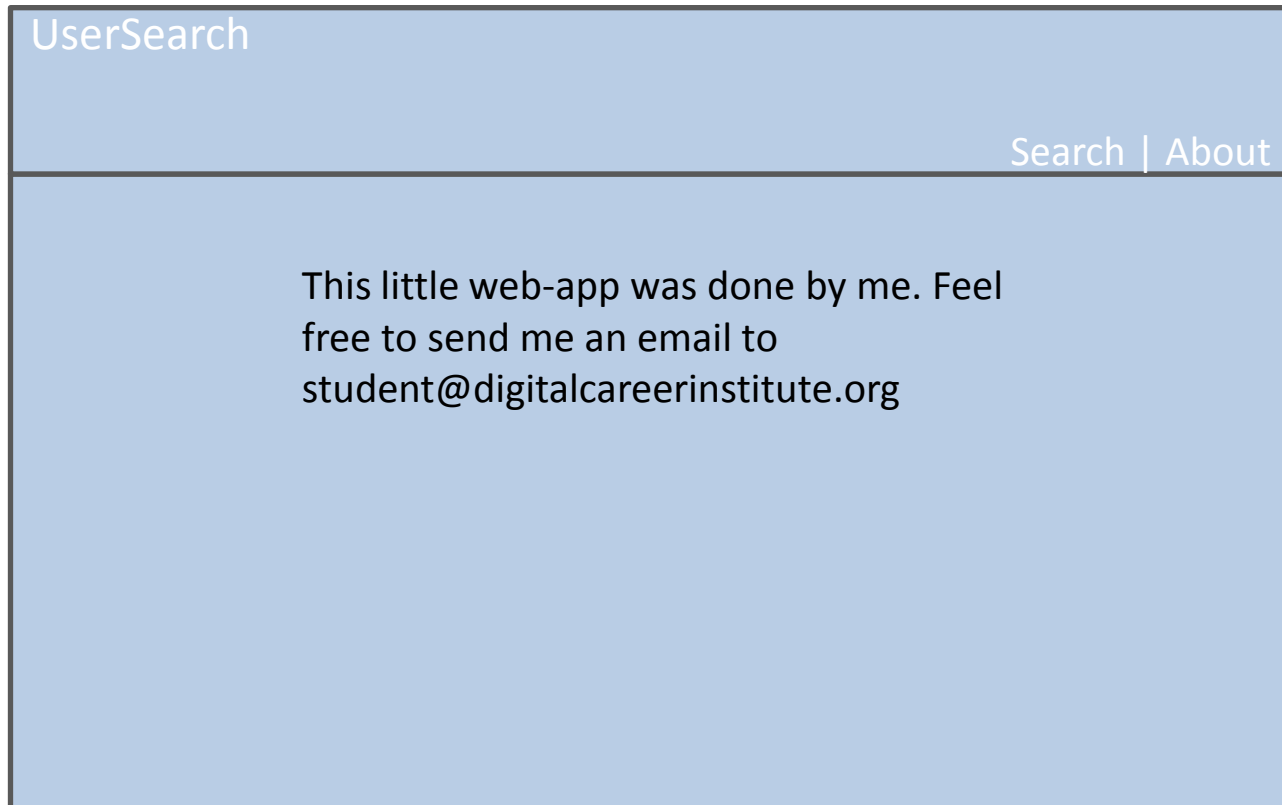 UserSearch
Search | About
This little web-app was done by me. Feel
free to send me an email to
student@digitalcareerinstitute.org